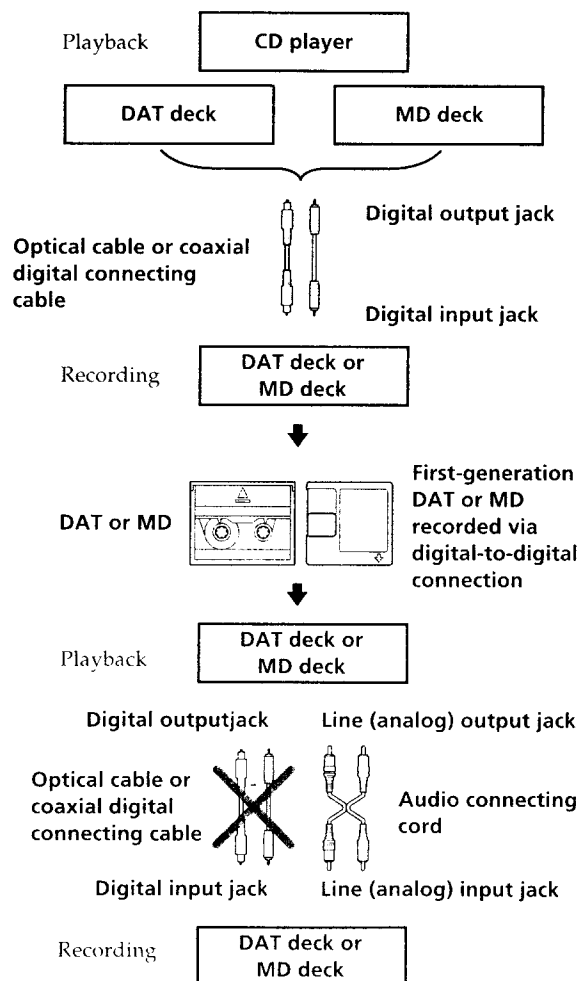 Playback
CD player
DAT deck
MD deck
Digital output jack
Optical cable or coaxial
digital connecting
cable
Digital input jack
Recording
DAT deck or
MD deck
DAT or MD
First-generation
DAT or MD
recorded via
digital-to-digital
connection
Playback
DAT deck or
MD deck
Digital outputjack
Line (analog) output jack
Optical cable or
coaxial digital
connecting cable
Audio connecting
cord
Digital input jack
Line (analog) input jack
Recording
DAT deck or
MD deck